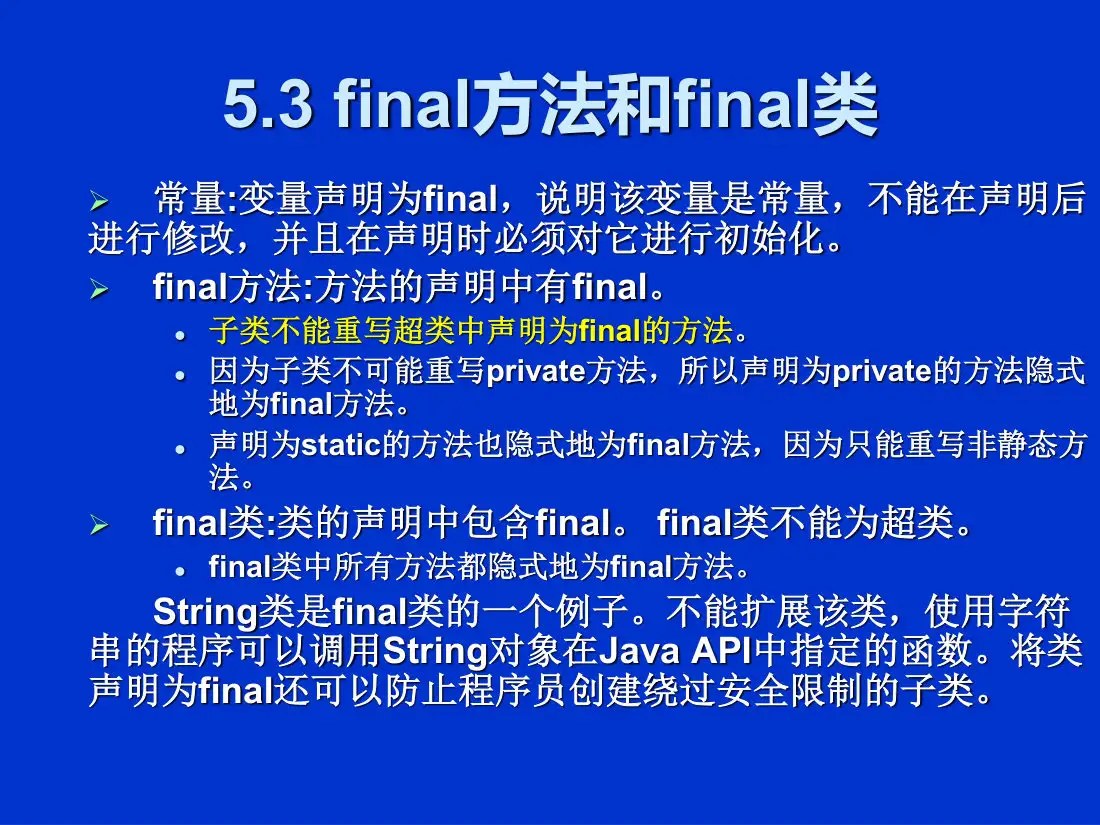 5.3 final方法和final类
常量:变量声明为final，说明该变量是常量，不能在声明后
进行修改，并且在声明时必须对它进行初始化。
final方法:方法的声明中有final。
子类不能重写超类中声明为final的方法。
因为子类不可能重写private方法，所以声明为private的方法隐式
地为final方法。
声明为static的方法也隐式地为final方法，因为只能重写非静态方
法。
final类:类的声明中包含final。 final类不能为超类。
final类中所有方法都隐式地为final方法。
String类是final类的一个例子。不能扩展该类，使用字符
串的程序可以调用String对象在Java API中指定的函数。将类
声明为final还可以防止程序员创建绕过安全限制的子类。